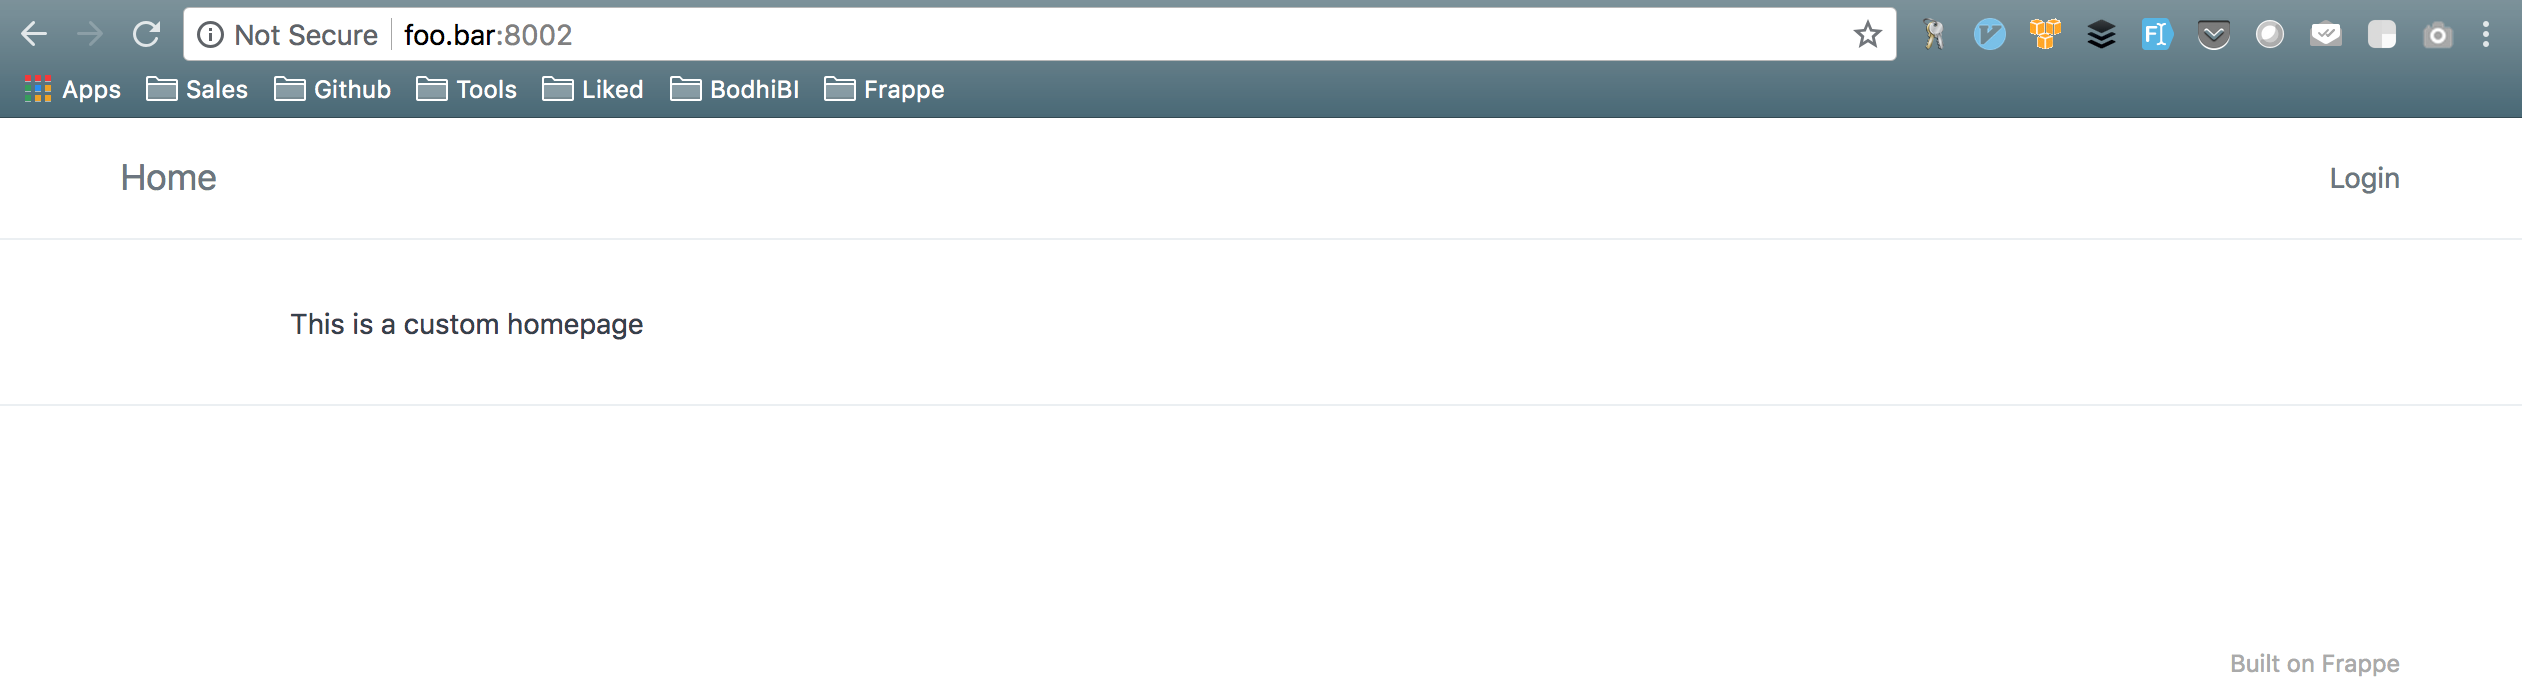 Not Secure foo.bar:8002
Apps Sales Github Tools Liked BodhiBI Frappe
Home Login
This is a custom homepage
Built on Frappe